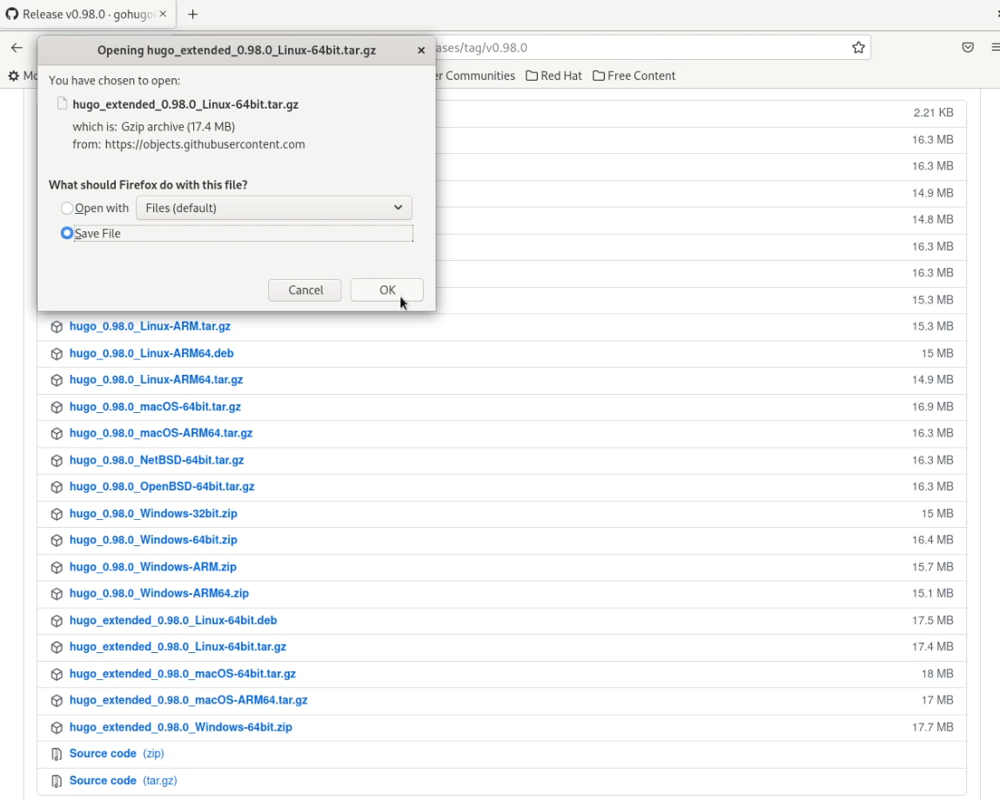 Release v0.98.0 · gohugoi
Opening hugo_extended_0.98.0_Linux-64bit.tar.gz
ases/tag/v0.98.0
Mo
er Communities
Red Hat
Free Content
You have chosen to open:
hugo_extended_0.98.0_Linux-64bit.tar.gz
which is: Gzip archive (17.4 MB)
from: https://objects.githubusercontent.com
What should Firefox do with this file?
Open with Files (default)
Save File
Cancel
OK
2.21 KB
16.3 MB
16.3 MB
14.9 MB
14.8 MB
16.3 MB
16.3 MB
15.3 MB
hugo_0.98.0_Linux-ARM.tar.gz 15.3 MB
hugo_0.98.0_Linux-ARM64.deb 15 MB
hugo_0.98.0_Linux-ARM64.tar.gz 14.9 MB
hugo_0.98.0_macOS-64bit.tar.gz 16.9 MB
hugo_0.98.0_macOS-ARM64.tar.gz 16.3 MB
hugo_0.98.0_NetBSD-64bit.tar.gz 16.3 MB
hugo_0.98.0_OpenBSD-64bit.tar.gz 16.3 MB
hugo_0.98.0_Windows-32bit.zip 15 MB
hugo_0.98.0_Windows-64bit.zip 16.4 MB
hugo_0.98.0_Windows-ARM.zip 15.7 MB
hugo_0.98.0_Windows-ARM64.zip 15.1 MB
hugo_extended_0.98.0_Linux-64bit.deb 17.5 MB
hugo_extended_0.98.0_Linux-64bit.tar.gz 17.4 MB
hugo_extended_0.98.0_macOS-64bit.tar.gz 18 MB
hugo_extended_0.98.0_macOS-ARM64.tar.gz 17 MB
hugo_extended_0.98.0_Windows-64bit.zip 17.7 MB
Source code (zip)
Source code (tar.gz)